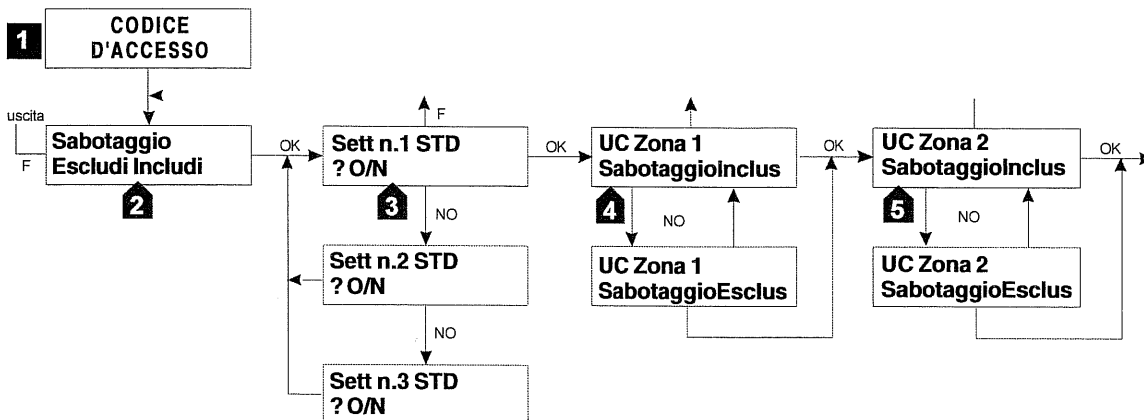 1
CODICE
D'ACCESSO
uscita
F
Sabotaggio
Escludi Includi
2
OK
F
Sett n.1 STD
? O/N
3
OK
NO
Sett n.2 STD
? O/N
NO
Sett n.3 STD
? O/N
UC Zona 1
SabotaggioInclus
4
OK
NO
UC Zona 1
SabotaggioEsclus
UC Zona 2
SabotaggioInclus
5
OK
NO
UC Zona 2
SabotaggioEsclus